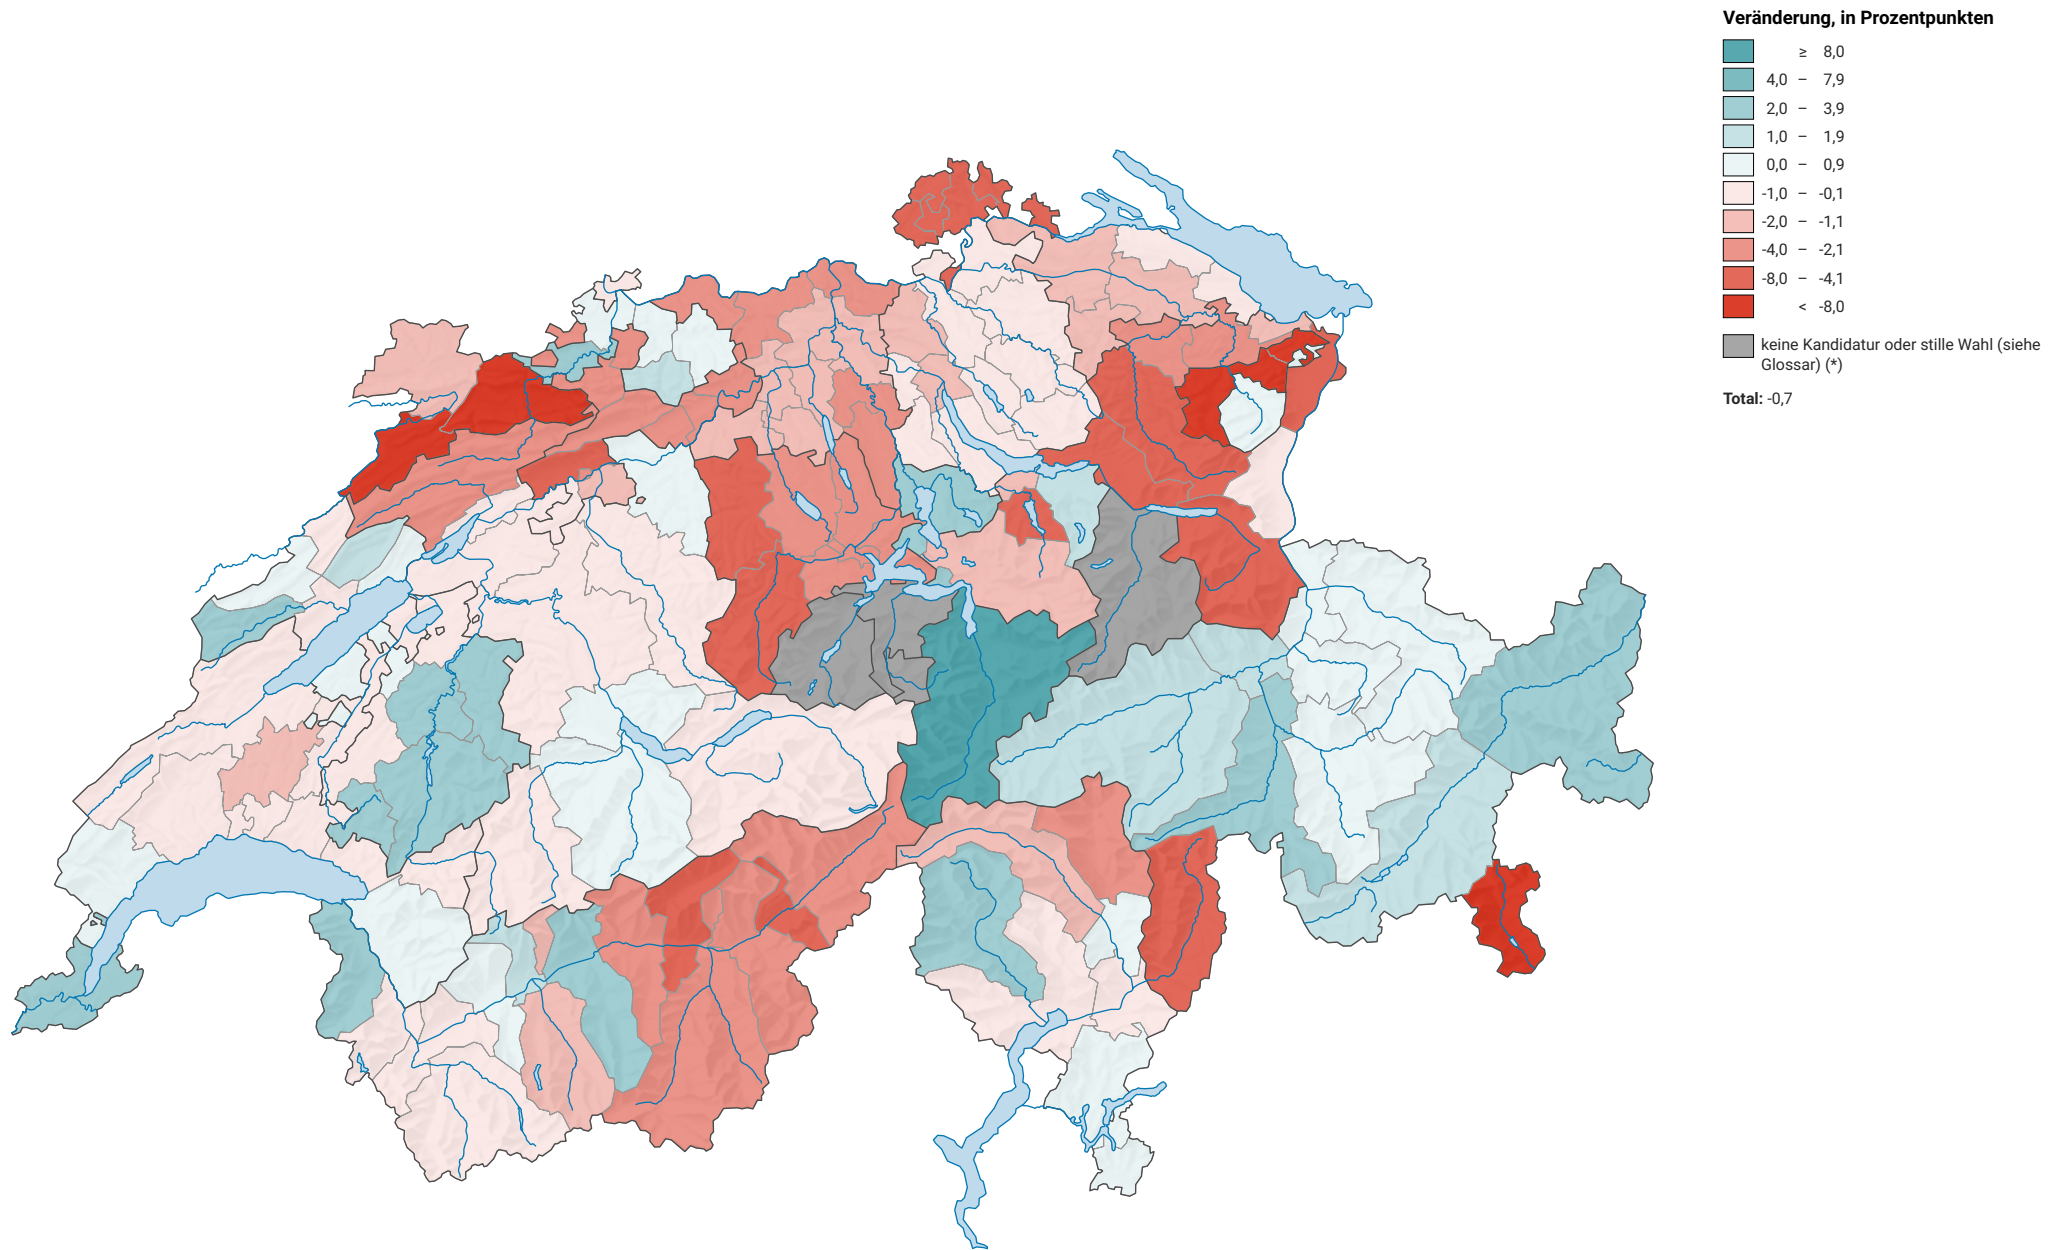 Veränderung, in Prozentpunkten
≥ 8,0
4,0 – 7,9
2,0 – 3,9
1,0 – 1,9
0,0 – 0,9
-1,0 – -0,1
-2,0 – -1,1
-4,0 – -2,1
-8,0 – -4,1
< -8,0
keine Kandidatur oder stille Wahl (siehe
Glossar) (*)
Total: -0,7